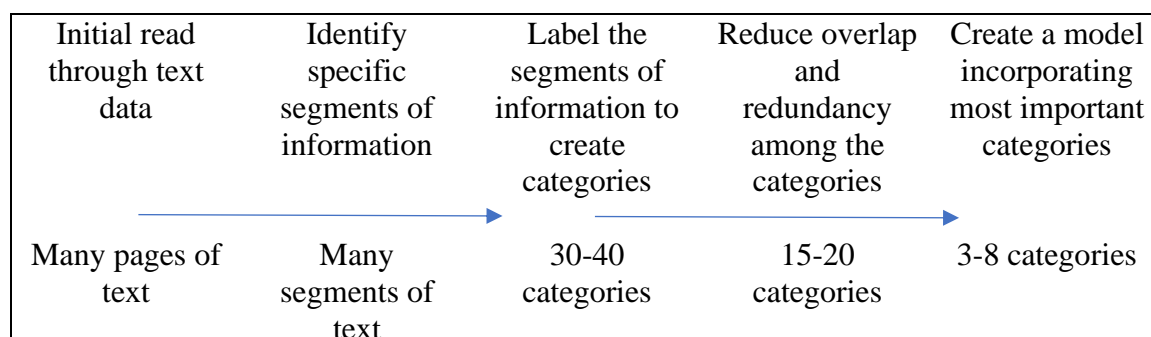 Initial read through text data
Identify specific segments of information
Label the segments of information to create categories
Reduce overlap and redundancy among the categories
Create a model incorporating most important categories
Many pages of text
Many segments of text
30-40 categories
15-20 categories
3-8 categories